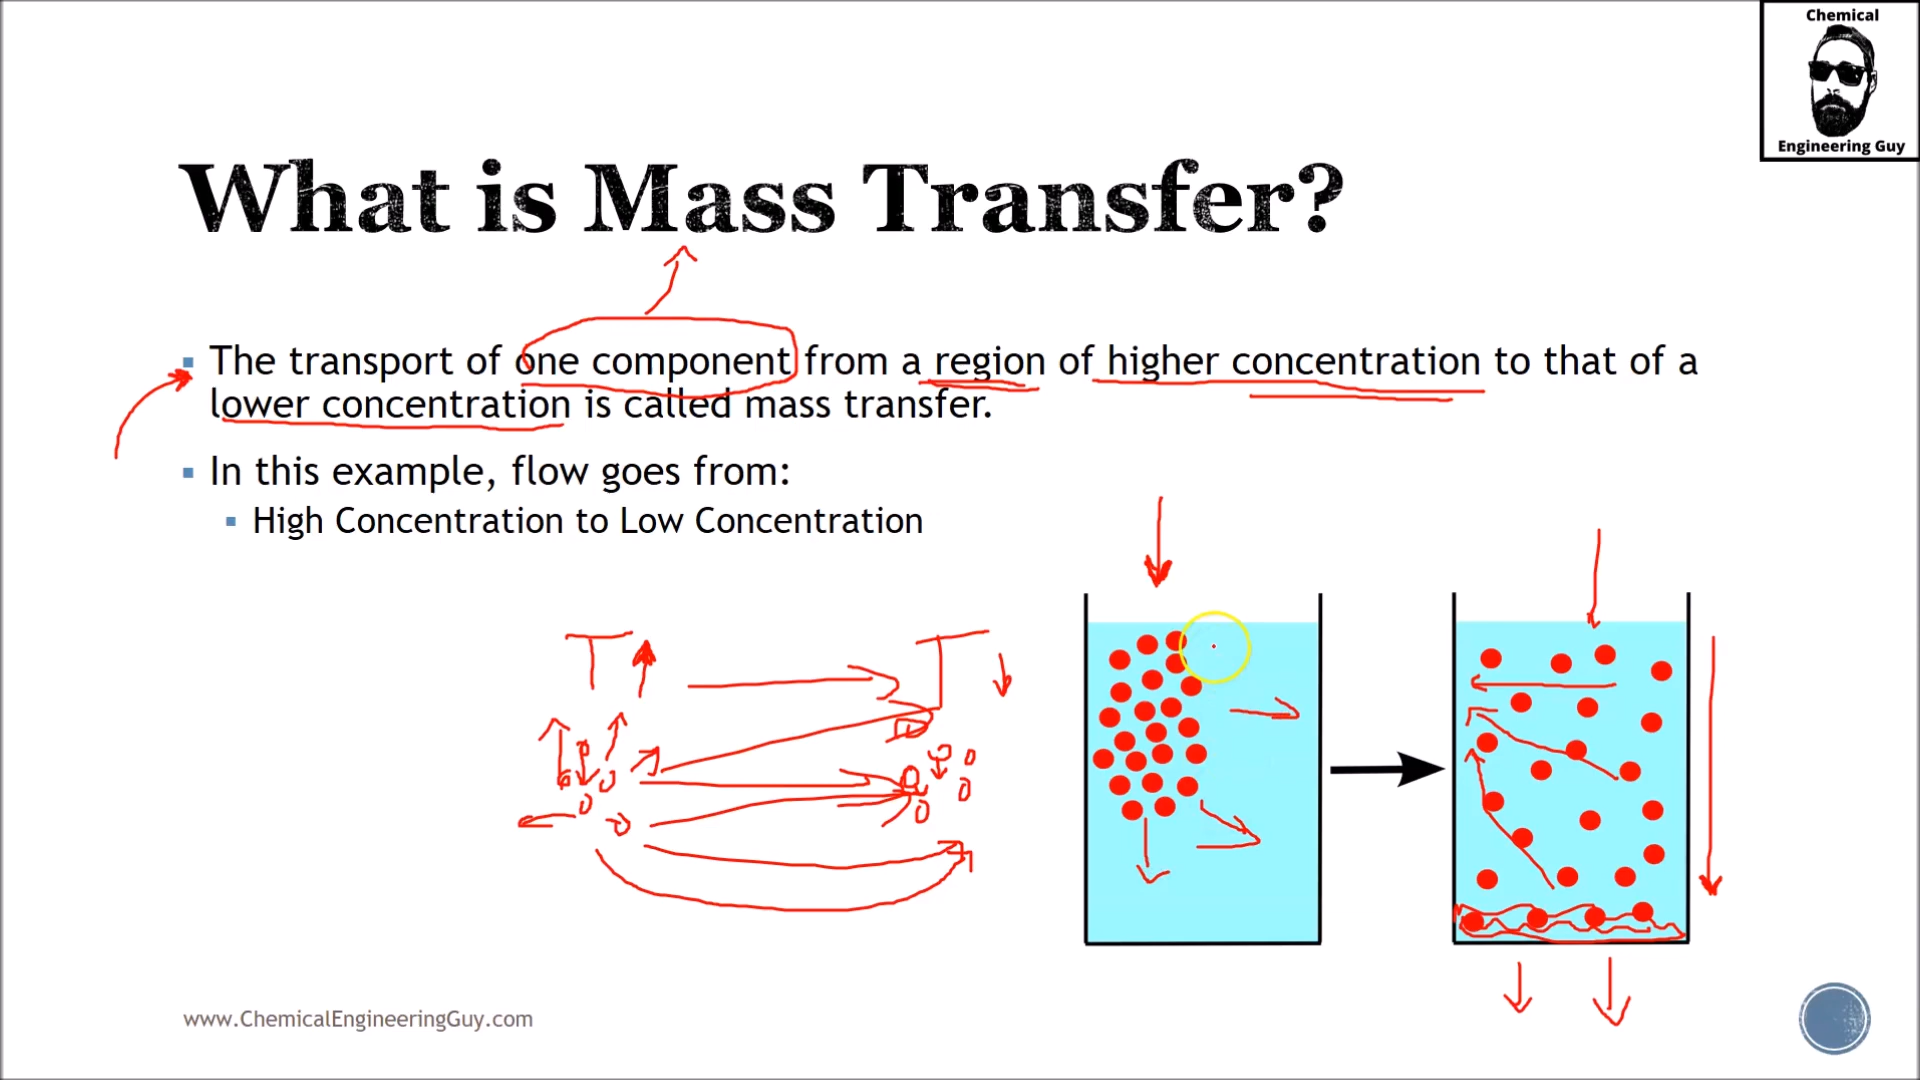 Chemical
Engineering Guy
What is Mass Transfer?
The transport of one component from a region of higher concentration to that of a
lower concentration is called mass transfer.
In this example, flow goes from:
High Concentration to Low Concentration
T T
www.ChemicalEngineeringGuy.com